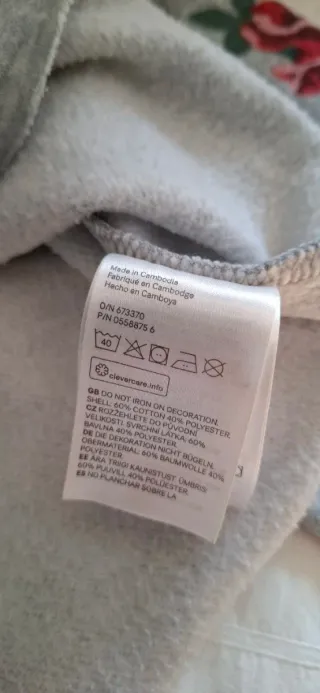 Made in Cambodia
Fabriqué en Cambodge
Hecho en Camboya
O/N 673370
P/N 0558875 6
40
clevercare.info
GB DO NOT IRON ON DECORATION.
SHELL: 60% COTTON 40% POLYESTER
CZ ROZŽEHLETE DO PŮVODNÍ
VELIKOSTI. SVRCHNÍ LÁTKA: 60%
BAVLNA 40% POLYESTER.
DE DIE DEKORATION NICHT BÜGELN.
OBERMATERIAL: 60% BAUMWOLLE 40%
POLYESTER.
EE ÄRA TRIIGI KAUNISTUST. ÜMBRIS:
60% PUUVILL 40% POLÜESTER.
ES NO PLANCHAR SOBRE LA